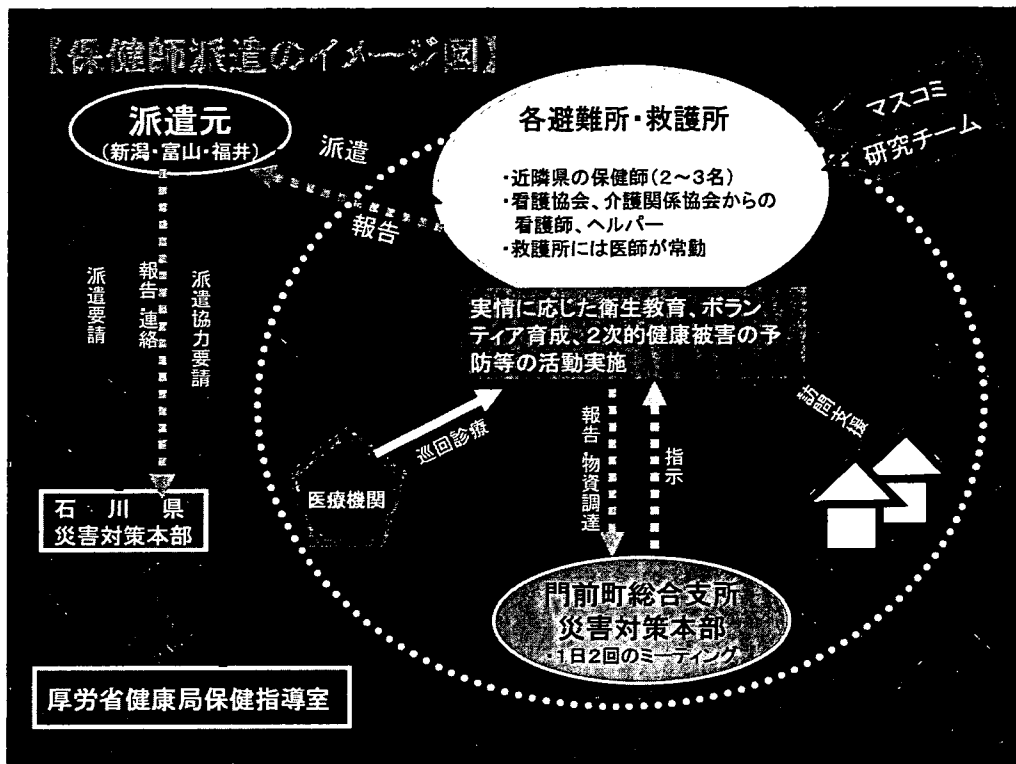 【保健師派遣のイメージ図】
派遣元
(新潟・富山・福井)
派遣
報告
各避難所・救護所
・近隣県の保健師(2〜3名)
・看護協会、介護関係協会からの
看護師、ヘルパー
・救護所には医師が常勤
マスコミ
研究チーム
派遣要請
報告・連絡
派遣協力要請
実情に応じた衛生教育、ボラン
ティア育成、2次的健康被害の予
防等の活動実施
巡回診療
医療機関
報告・物資調達
指示
訪問支援
石川県
災害対策本部
門前町総合支所
災害対策本部
・1日2回のミーティング
厚労省健康局保健指導室